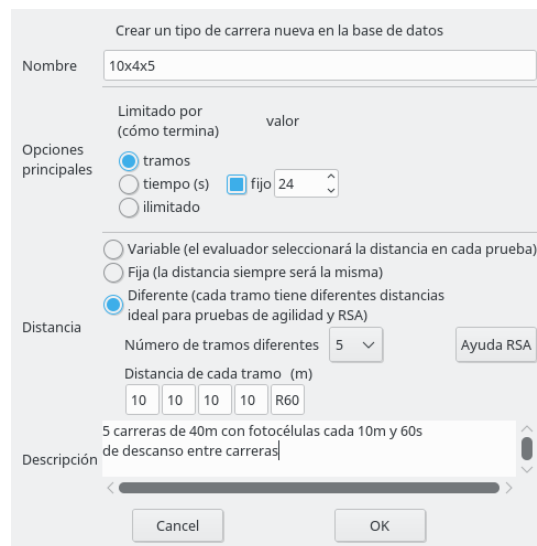 Crear un tipo de carrera nueva en la base de datos
Nombre
10x4x5
Opciones
principales
Limitado por
(cómo termina)
valor
tramos
tiempo (s)
fijo
24
ilimitado
Distancia
Variable (el evaluador seleccionará la distancia en cada prueba)
Fija (la distancia siempre será la misma)
Diferente (cada tramo tiene diferentes distancias
ideal para pruebas de agilidad y RSA)
Número de tramos diferentes
5
Ayuda RSA
Distancia de cada tramo (m)
10 10 10 10 R60
Descripción
5 carreras de 40m con fotocélulas cada 10m y 60s
de descanso entre carreras
Cancel
OK